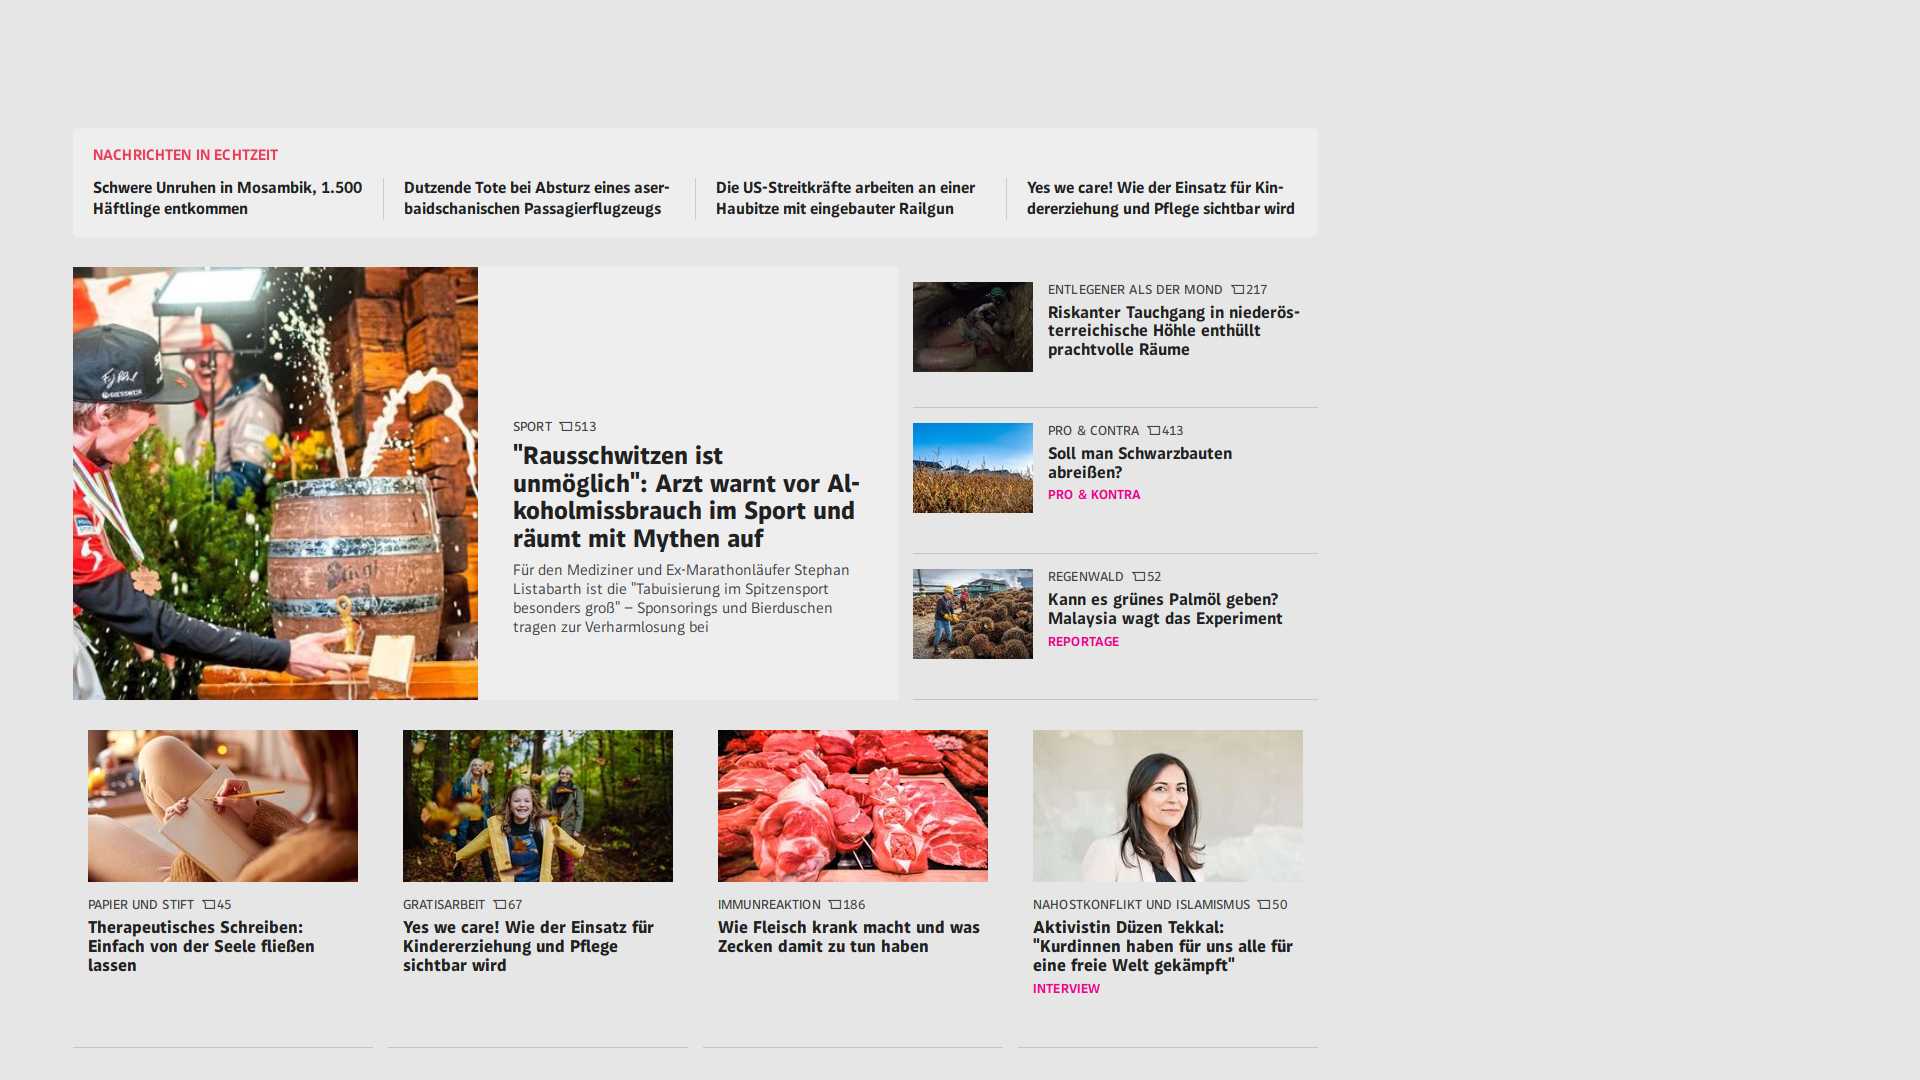 NACHRICHTEN IN ECHTZEIT
Schwere Unruhen in Mosambik, 1.500
Häftlinge entkommen
Dutzende Tote bei Absturz eines aser-
baidschanischen Passagierflugzeugs
Die US-Streitkräfte arbeiten an einer
Haubitze mit eingebauter Railgun
Yes we care! Wie der Einsatz für Kin-
dererziehung und Pflege sichtbar wird
SPORT 513
"Rausschwitzen ist
unmöglich": Arzt warnt vor Al-
koholmissbrauch im Sport und
räumt mit Mythen auf
Für den Mediziner und Ex-Marathonläufer Stephan
Listabarth ist die "Tabuisierung im Spitzensport
besonders groß" – Sponsorings und Bierduschen
tragen zur Verharmlosung bei
ENTLEGENER ALS DER MOND 217
Riskanter Tauchgang in niederös-
terreichische Höhle enthüllt
prachtvolle Räume
PRO & CONTRA 413
Soll man Schwarzbauten
abreißen?
PRO & KONTRA
REGENWALD 52
Kann es grünes Palmöl geben?
Malaysia wagt das Experiment
REPORTAGE
PAPIER UND STIFT 45
Therapeutisches Schreiben:
Einfach von der Seele fließen
lassen
GRATISARBEIT 67
Yes we care! Wie der Einsatz für
Kindererziehung und Pflege
sichtbar wird
IMMUNREAKTION 186
Wie Fleisch krank macht und was
Zecken damit zu tun haben
NAHOSTKONFLIKT UND ISLAMISMUS 50
Aktivistin Düzen Tekkal:
"Kurdinnen haben für uns alle für
eine freie Welt gekämpft"
INTERVIEW